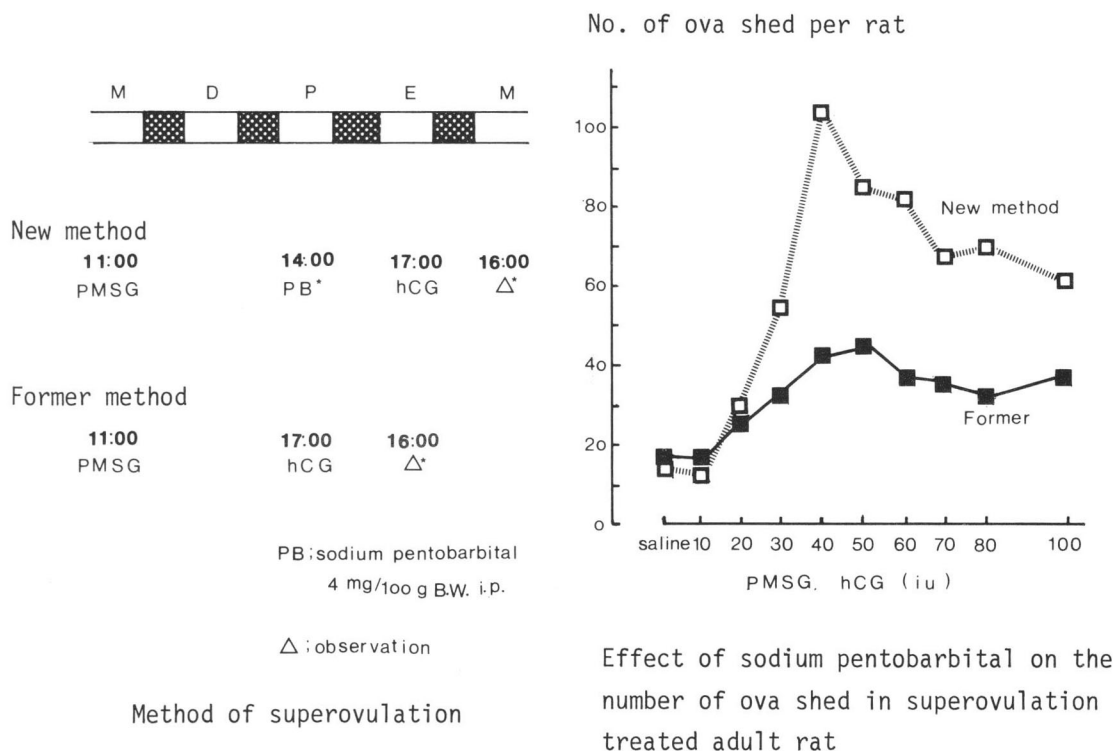 M D P E M
New method
11:00 14:00 17:00 16:00
PMSG PB* hCG △*
Former method
11:00 17:00 16:00
PMSG hCG △*
PB;sodium pentobarbital
4 mg/100 g B.W. i.p.
△;observation
Method of superovulation
No. of ova shed per rat
100
80
60
40
20
0
New method
Former
saline 10 20 30 40 50 60 70 80 100
PMSG. hCG (iu)
Effect of sodium pentobarbital on the
number of ova shed in superovulation
treated adult rat